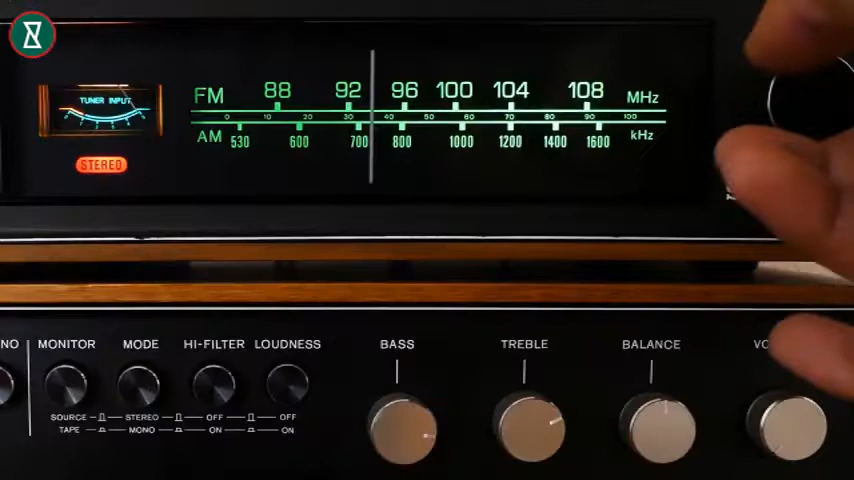 TUNER INPUT
STEREO
FM 88 92 96 100 104 108 MHz
0 10 20 30 40 50 60 70 80 90 100
AM 530 600 700 800 1000 1200 1400 1600 kHz
NO MONITOR MODE HI-FILTER LOUDNESS BASS TREBLE BALANCE VO
SOURCE STEREO OFF OFF
TAPE MONO ON ON